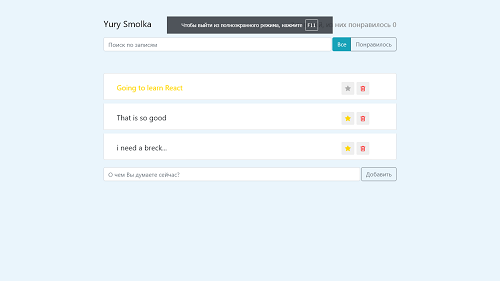 Yury Smolka
Чтобы выйти из полноэкранного режима, нажмите F11
них понравилось 0
Поиск по записям
Все
Понравилось
Going to learn React
That is so good
i need a breck...
О чем Вы думаете сейчас?
Добавить